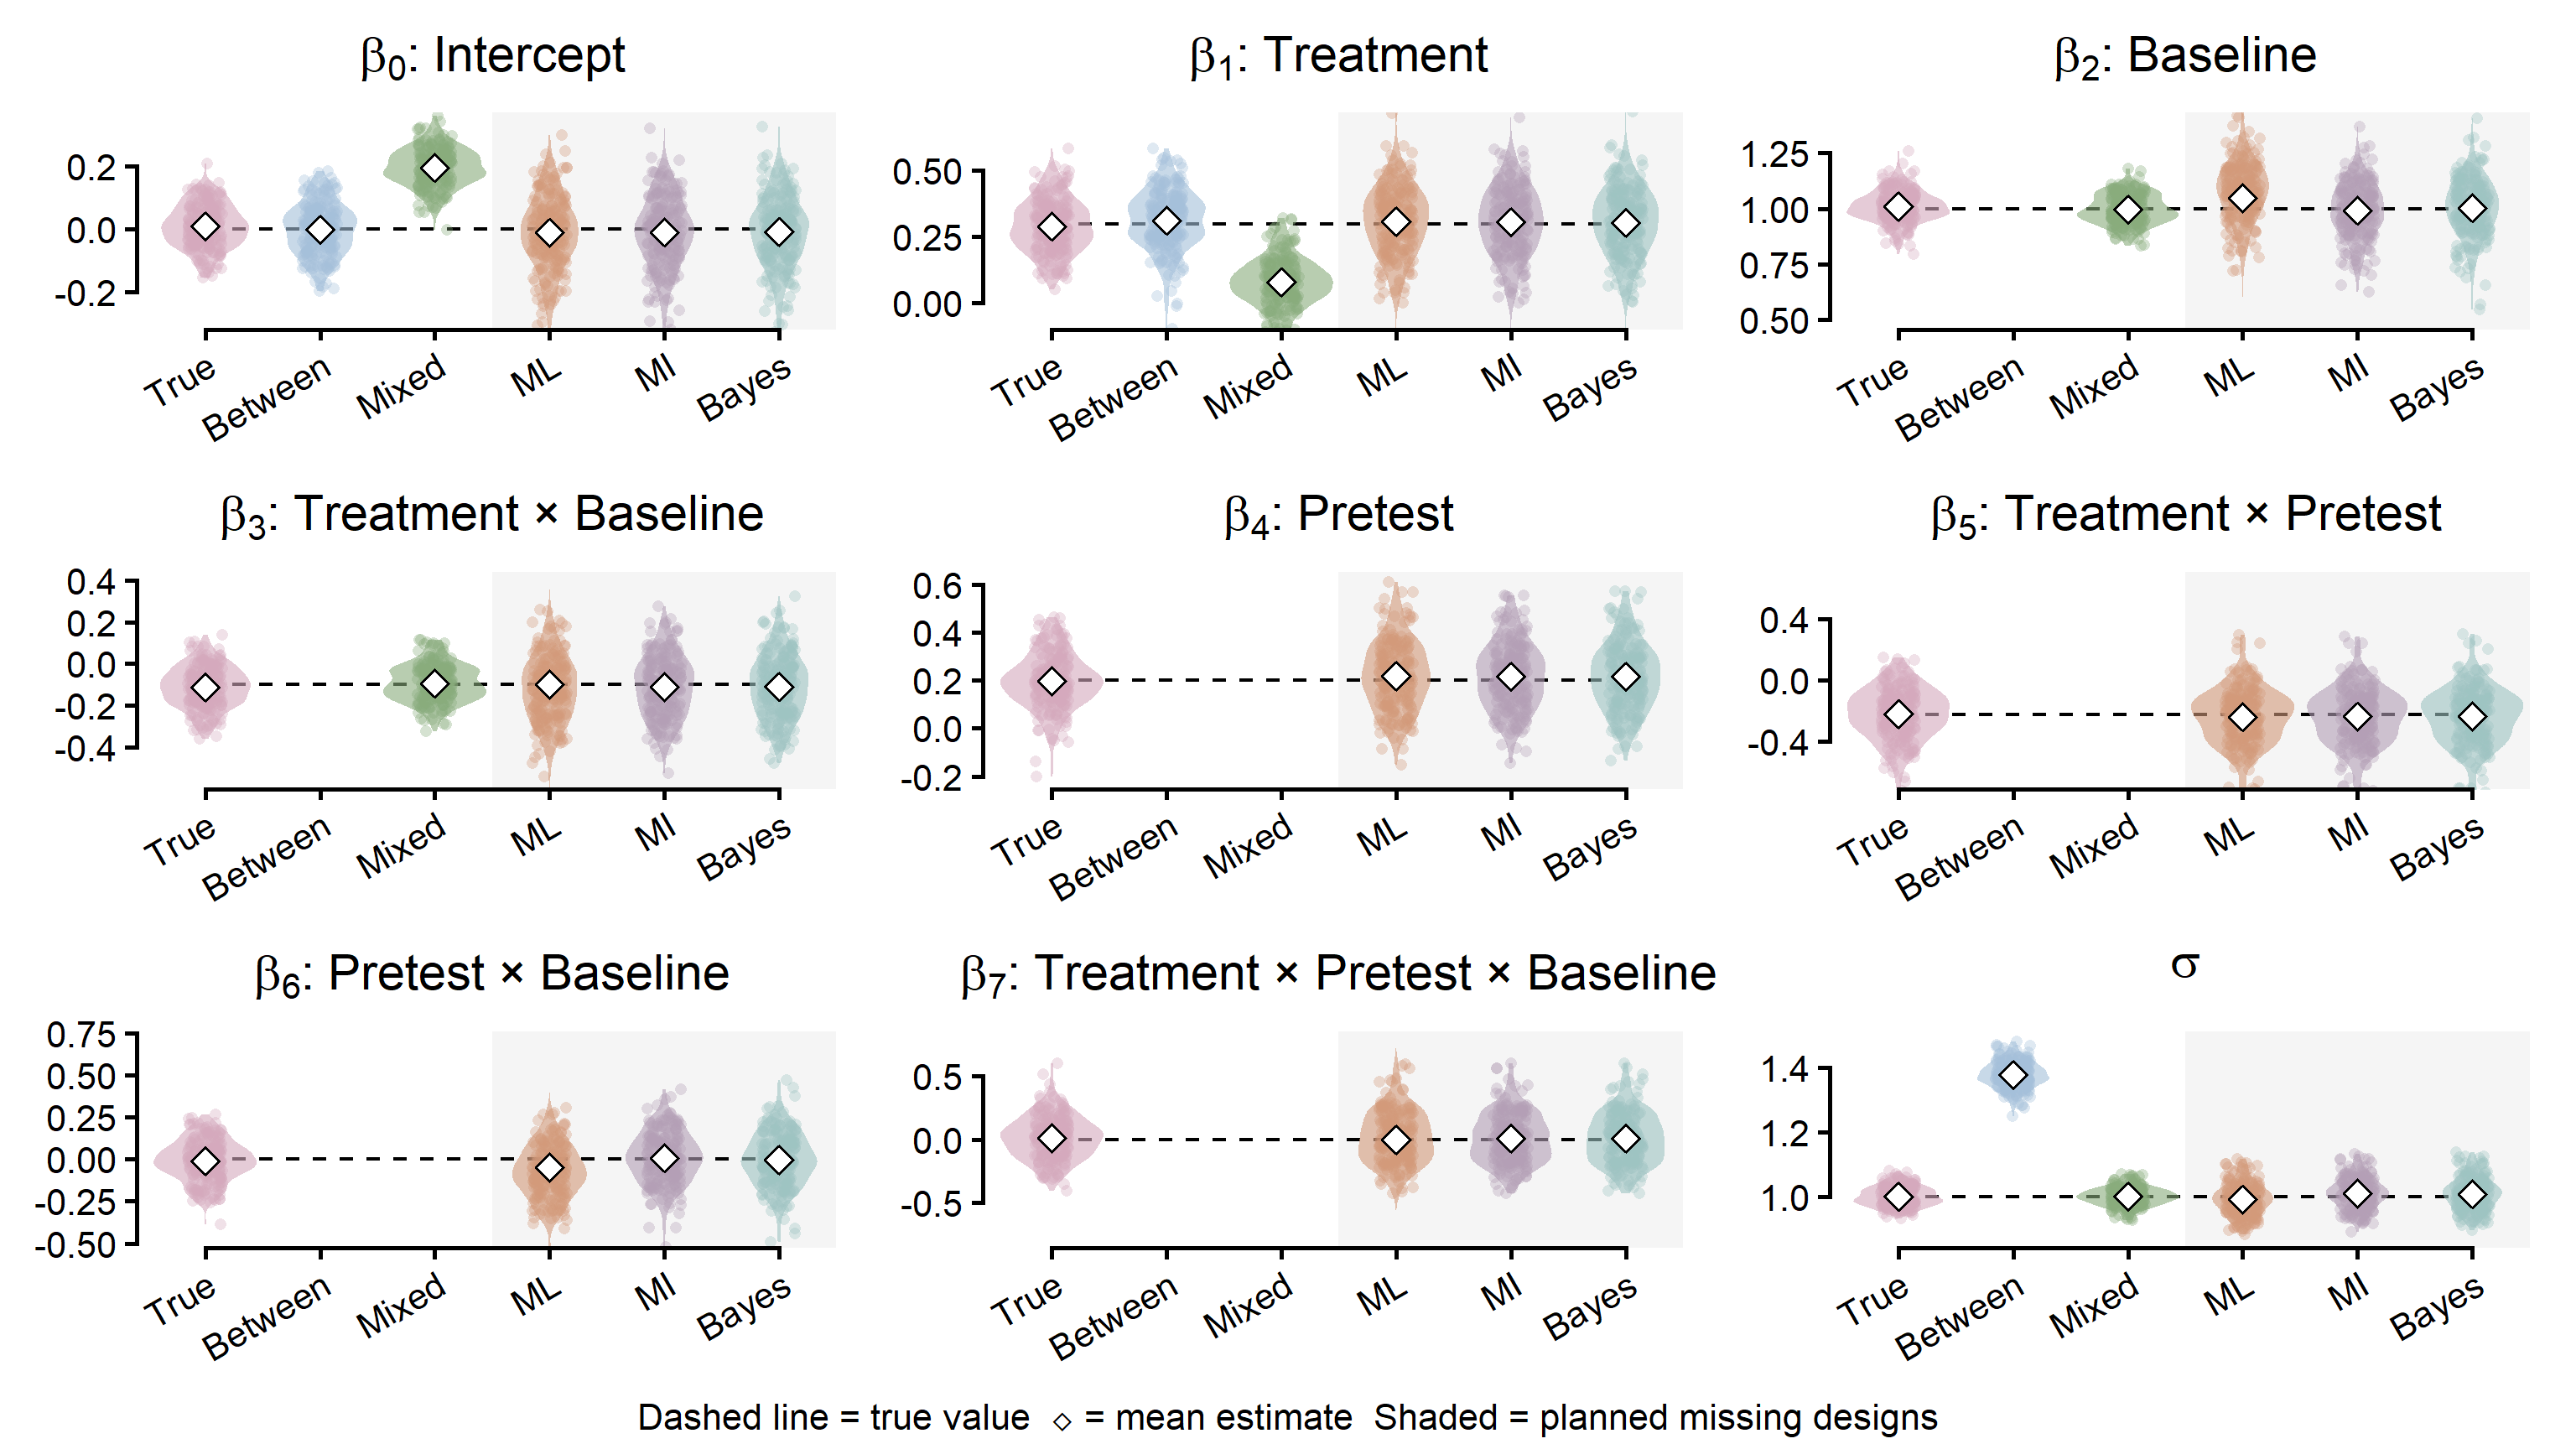 β0: Intercept
0.2
0.0
-0.2
True Between Mixed ML MI Bayes
β1: Treatment
0.50
0.25
0.00
True Between Mixed ML MI Bayes
β2: Baseline
1.25
1.00
0.75
0.50
True Between Mixed ML MI Bayes
β3: Treatment × Baseline
0.4
0.2
0.0
-0.2
-0.4
True Between Mixed ML MI Bayes
β4: Pretest
0.6
0.4
0.2
0.0
-0.2
True Between Mixed ML MI Bayes
β5: Treatment × Pretest
0.4
0.0
-0.4
True Between Mixed ML MI Bayes
β6: Pretest × Baseline
0.75
0.50
0.25
0.00
-0.25
-0.50
True Between Mixed ML MI Bayes
β7: Treatment × Pretest × Baseline
0.5
0.0
-0.5
True Between Mixed ML MI Bayes
σ
1.4
1.2
1.0
True Between Mixed ML MI Bayes
Dashed line = true value ◇ = mean estimate Shaded = planned missing designs